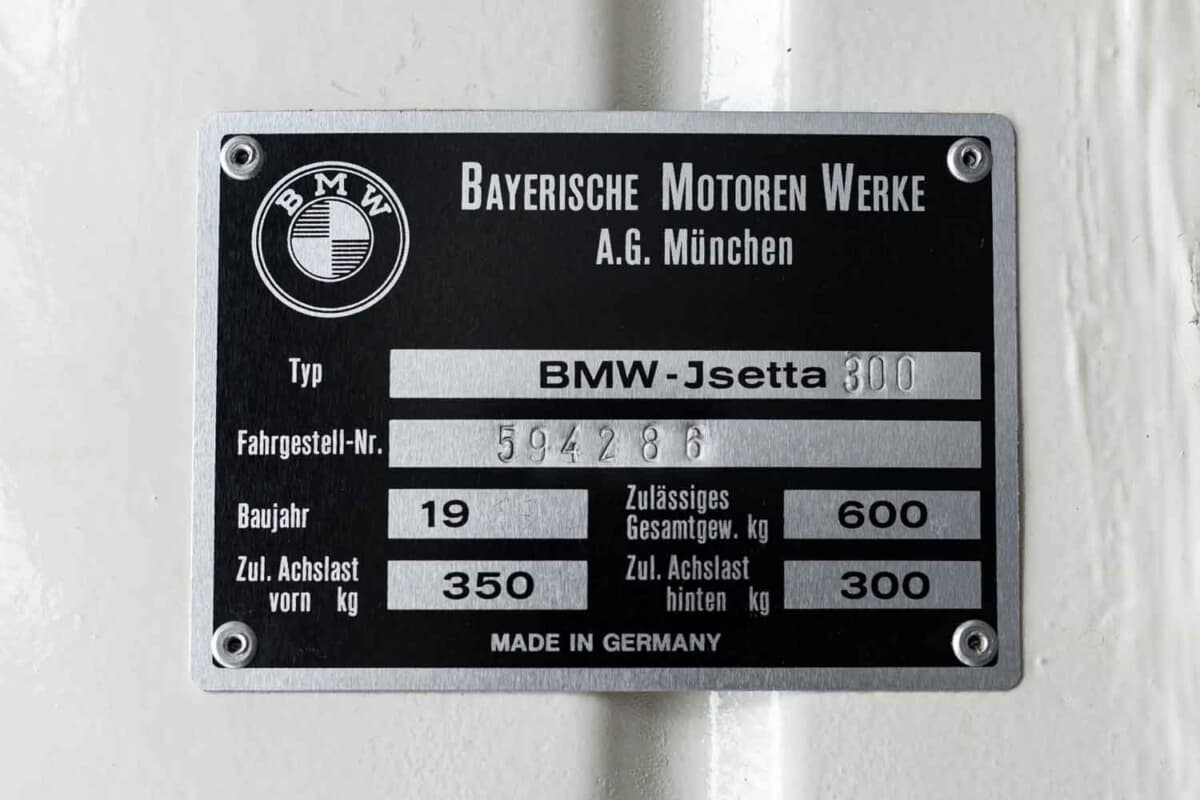 BMW
BAYERISCHE MOTOREN WERKE
A.G. München
Typ BMW-Jsetta 300
Fahrgestell-Nr. 594286
Baujahr 19
Zulässiges
Gesamtgew. kg 600
Zul. Achslast
vorn kg 350
Zul. Achslast
hinten kg 300
MADE IN GERMANY